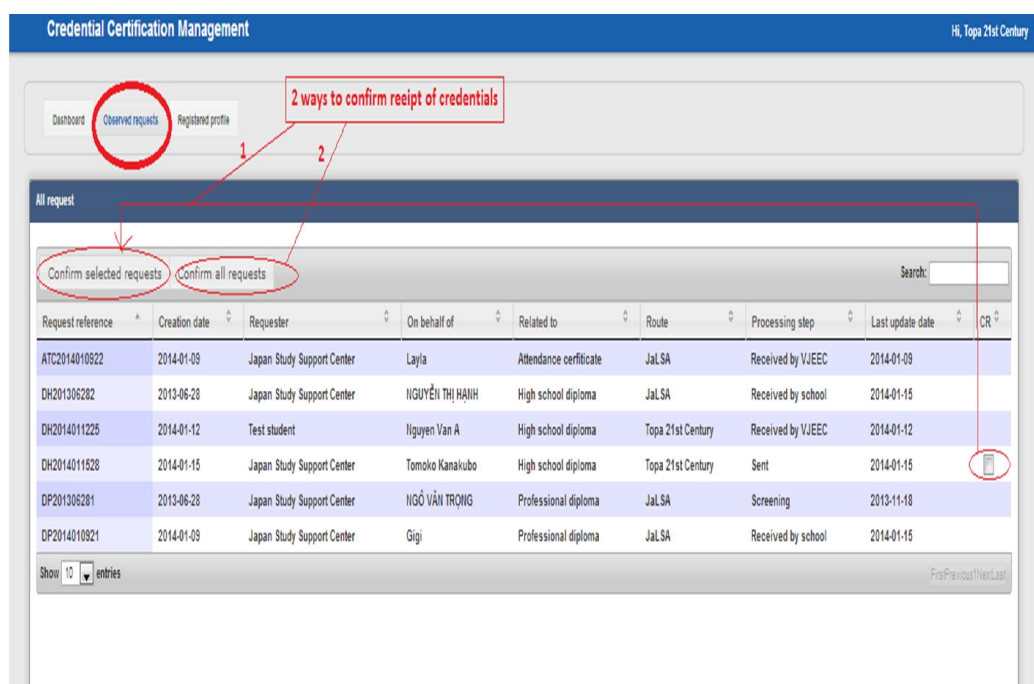 Credential Certification Management
Hi, Topa 21st Century
2 ways to confirm reeipt of credentials
Dashboard Observed requests Registered profile
1 2
All request
Confirm selected requests Confirm all requests Search:
Request reference Creation date Requester On behalf of Related to Route Processing step Last update date CR
ATC2014010922 2014-01-09 Japan Study Support Center Layla Attendance cerfiticate JaLSA Received by VJEEC 2014-01-09
DH201306282 2013-06-28 Japan Study Support Center NGUYỄN THỊ HẠNH High school diploma JaLSA Received by school 2014-01-15
DH2014011225 2014-01-12 Test student Nguyen Van A High school diploma Topa 21st Century Received by VJEEC 2014-01-12
DH2014011528 2014-01-15 Japan Study Support Center Tomoko Kanakubo High school diploma Topa 21st Century Sent 2014-01-15
DP201306281 2013-06-28 Japan Study Support Center NGÔ VĂN TRỌNG Professional diploma JaLSA Screening 2013-11-18
DP2014010921 2014-01-09 Japan Study Support Center Gigi Professional diploma JaLSA Received by school 2014-01-15
Show 10 entries FirstPrevious1NextLast